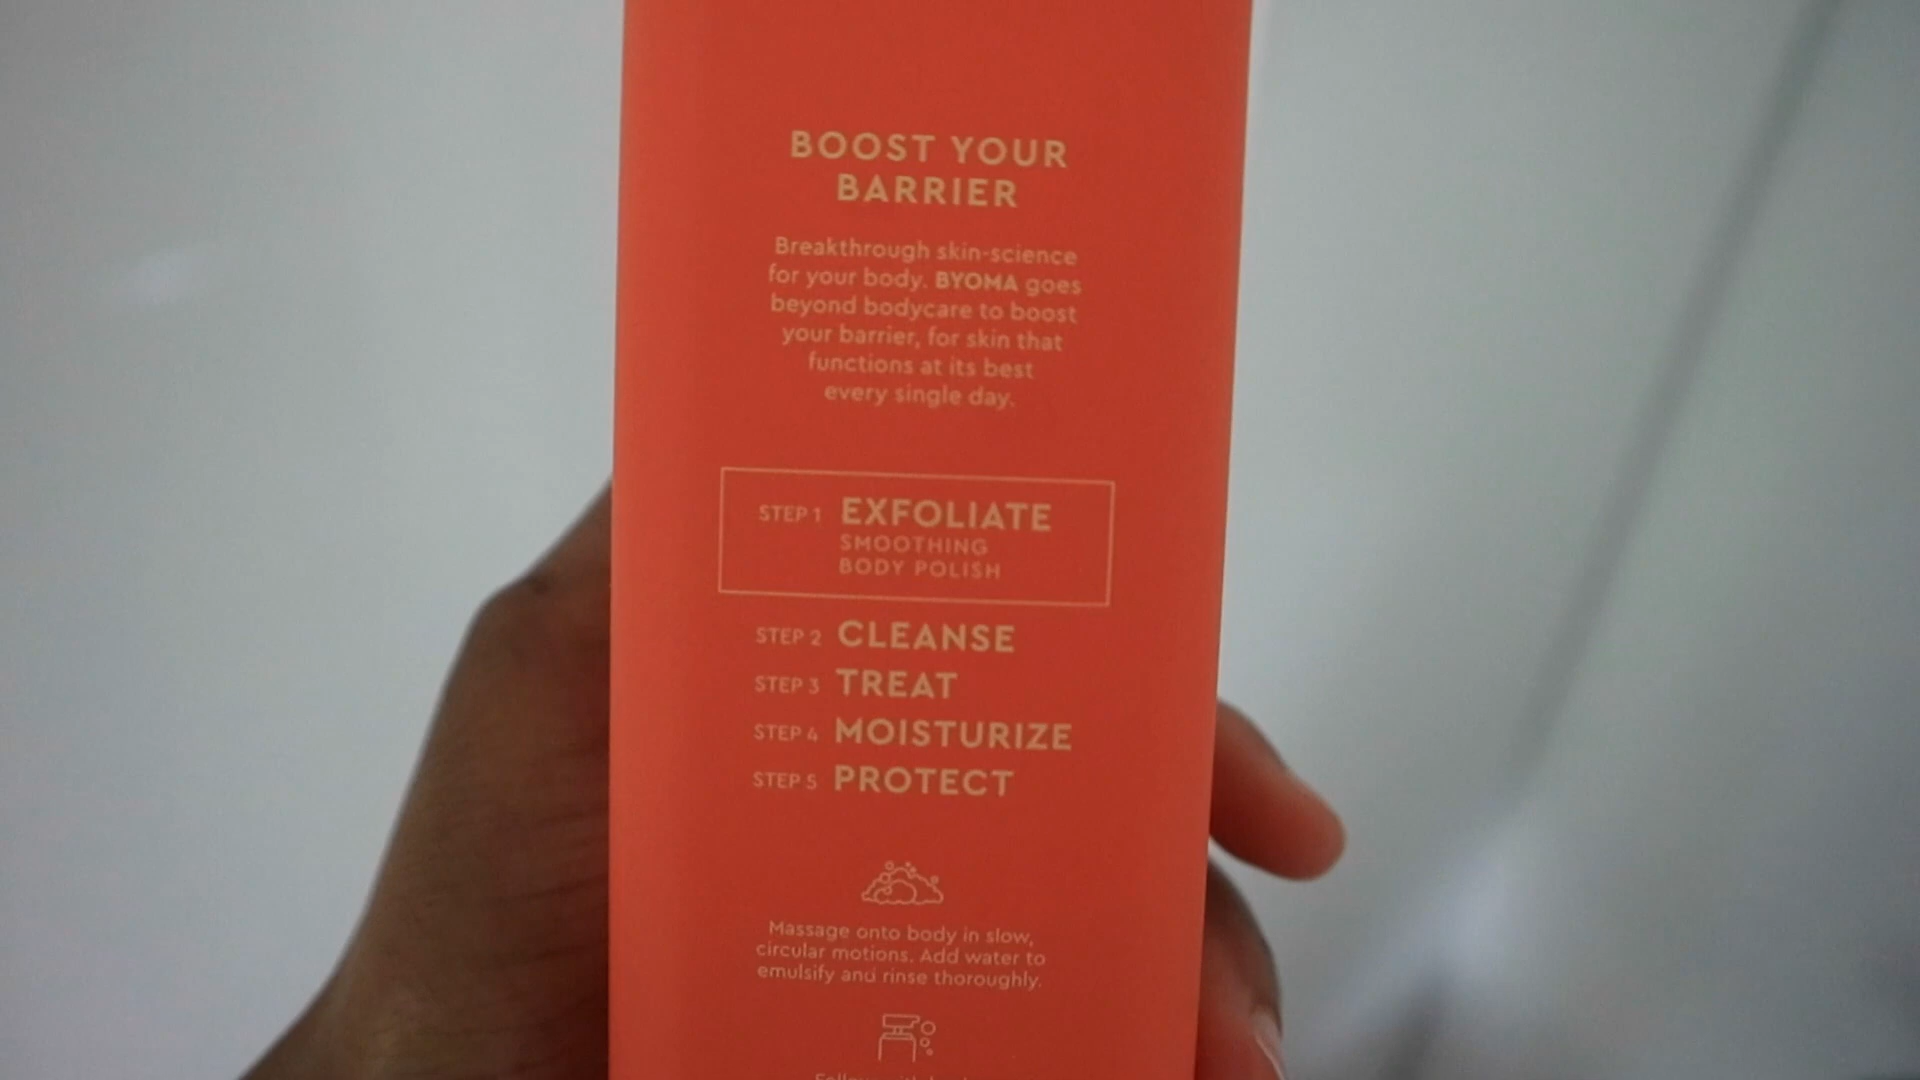 BOOST YOUR
BARRIER
Breakthrough skin-science
for your body. BYOMA goes
beyond bodycare to boost
your barrier, for skin that
functions at its best
every single day.
STEP 1 EXFOLIATE
SMOOTHING
BODY POLISH
STEP 2 CLEANSE
STEP 3 TREAT
STEP 4 MOISTURIZE
STEP 5 PROTECT
Massage onto body in slow,
circular motions. Add water to
emulsify and rinse thoroughly.